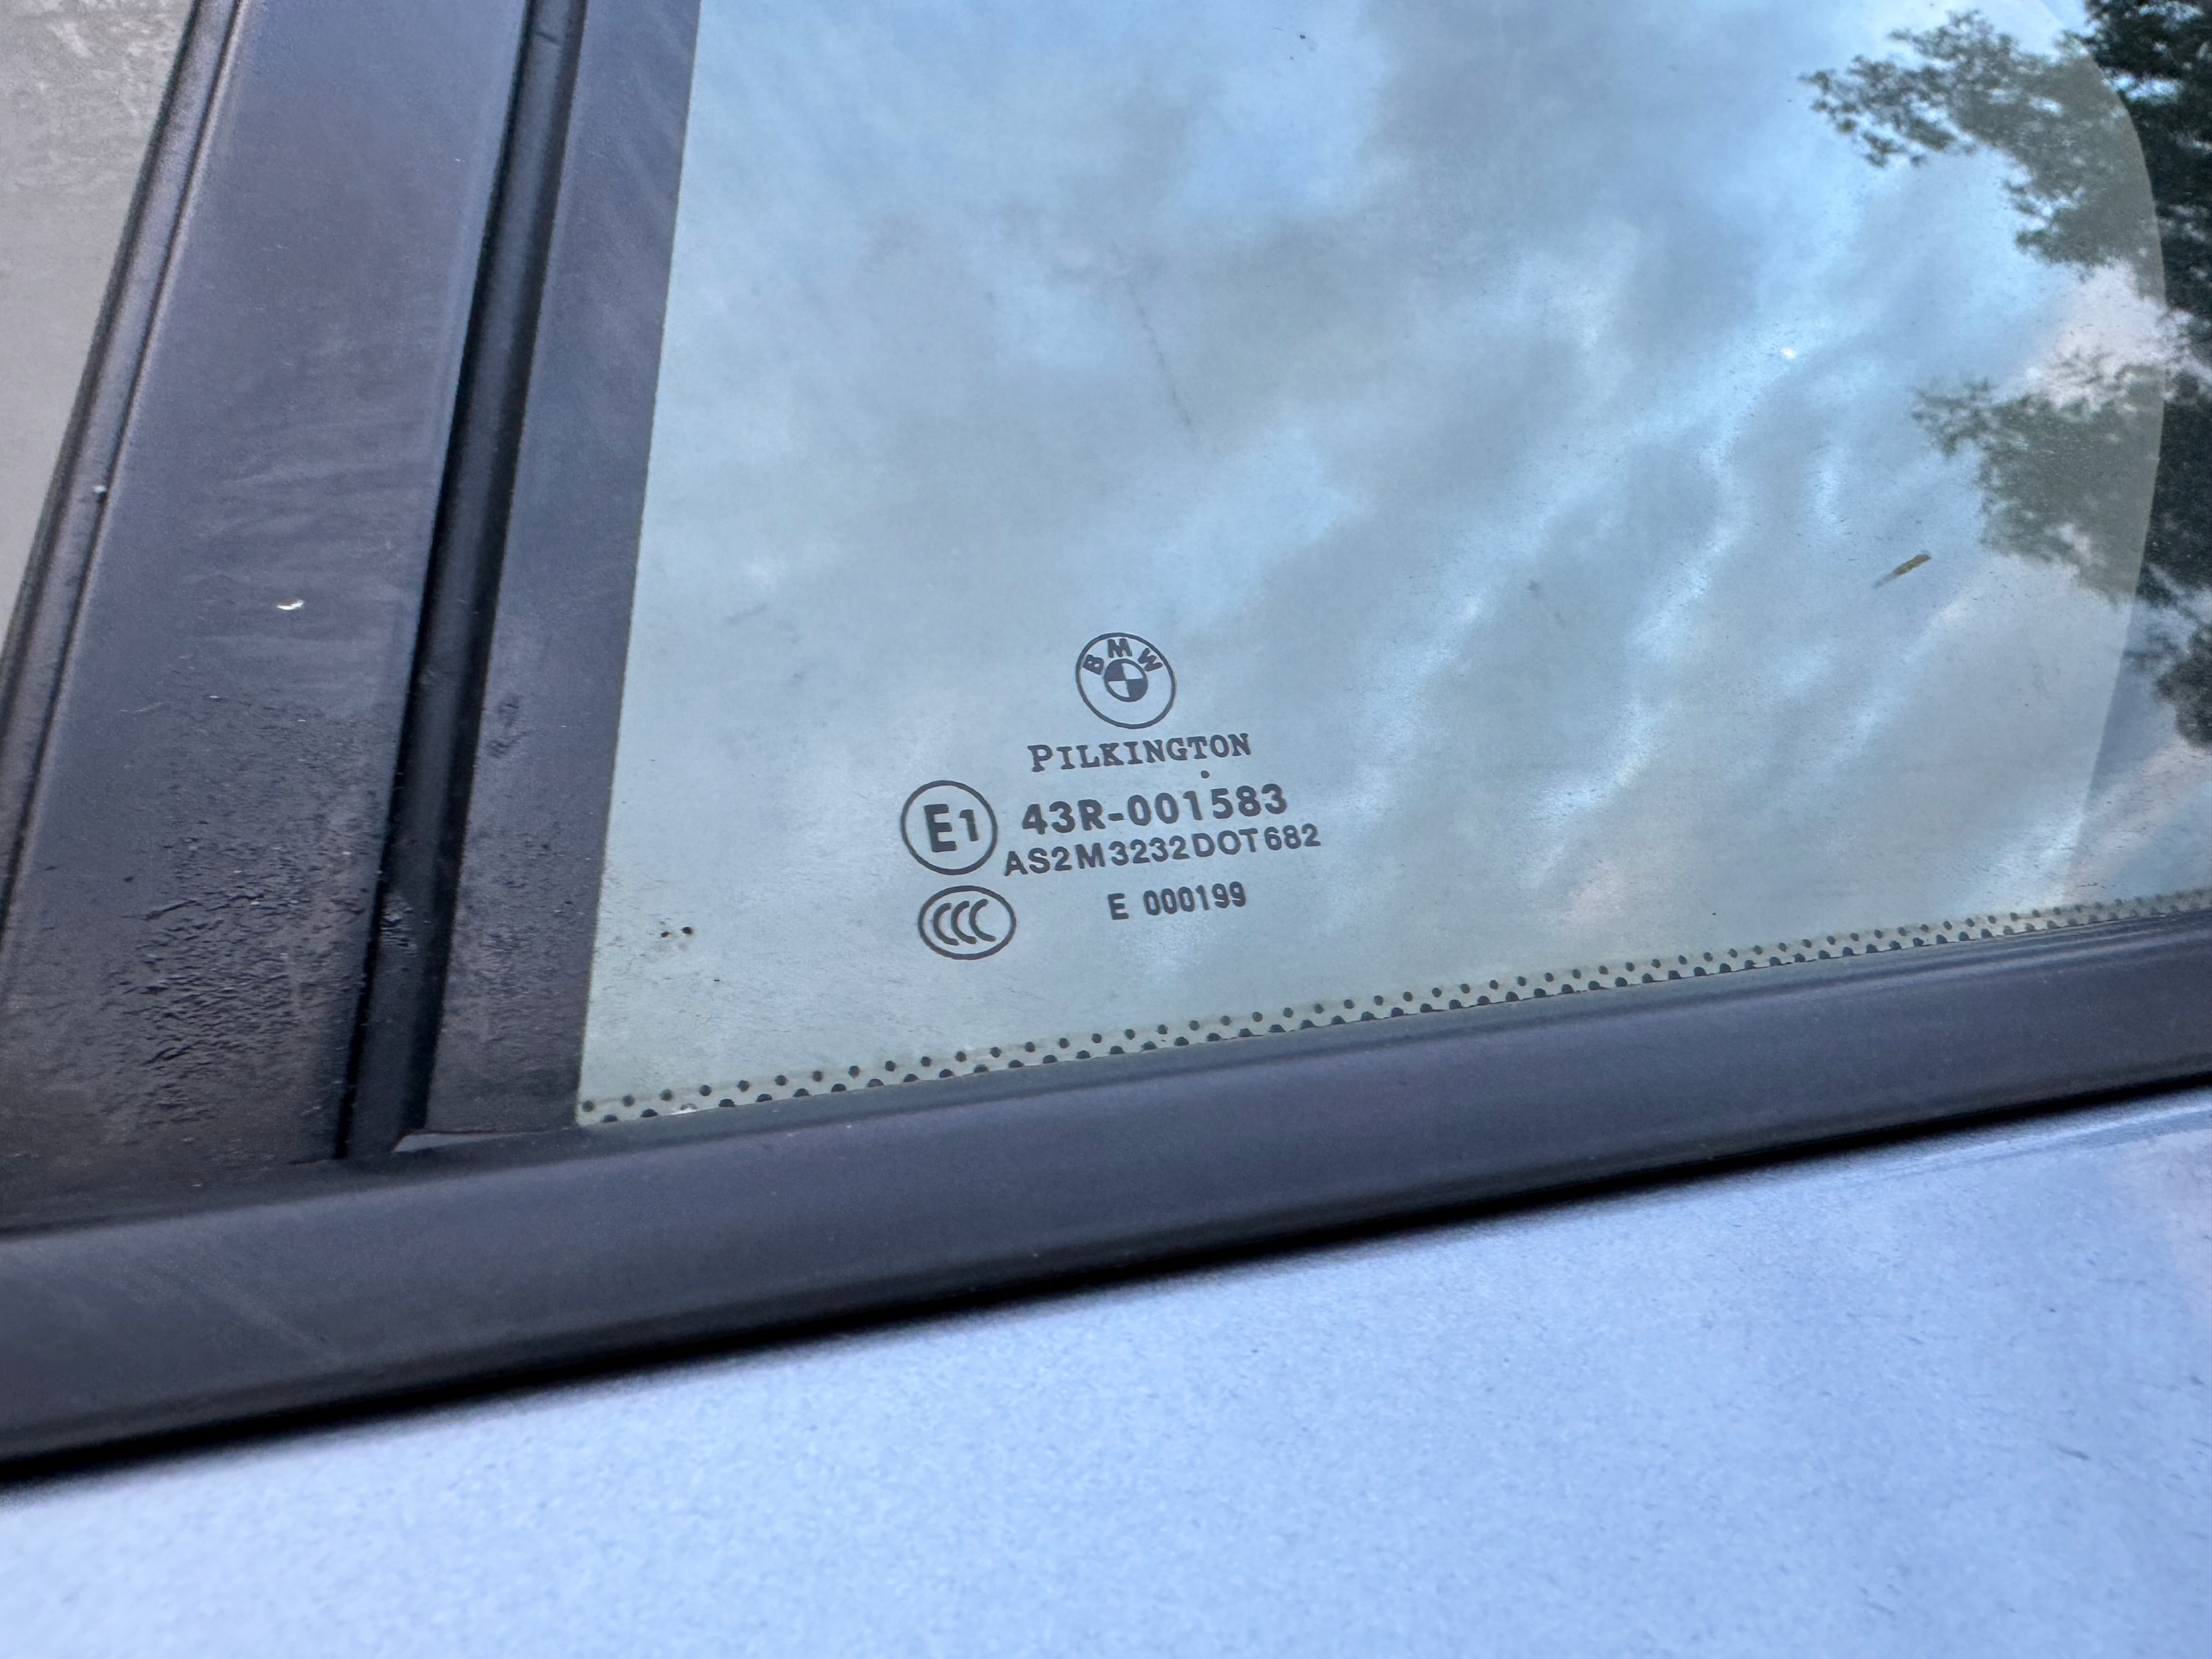 BMW
PILKINGTON
E1 43R-001583
AS2M3232DOT682
CCC E 000199